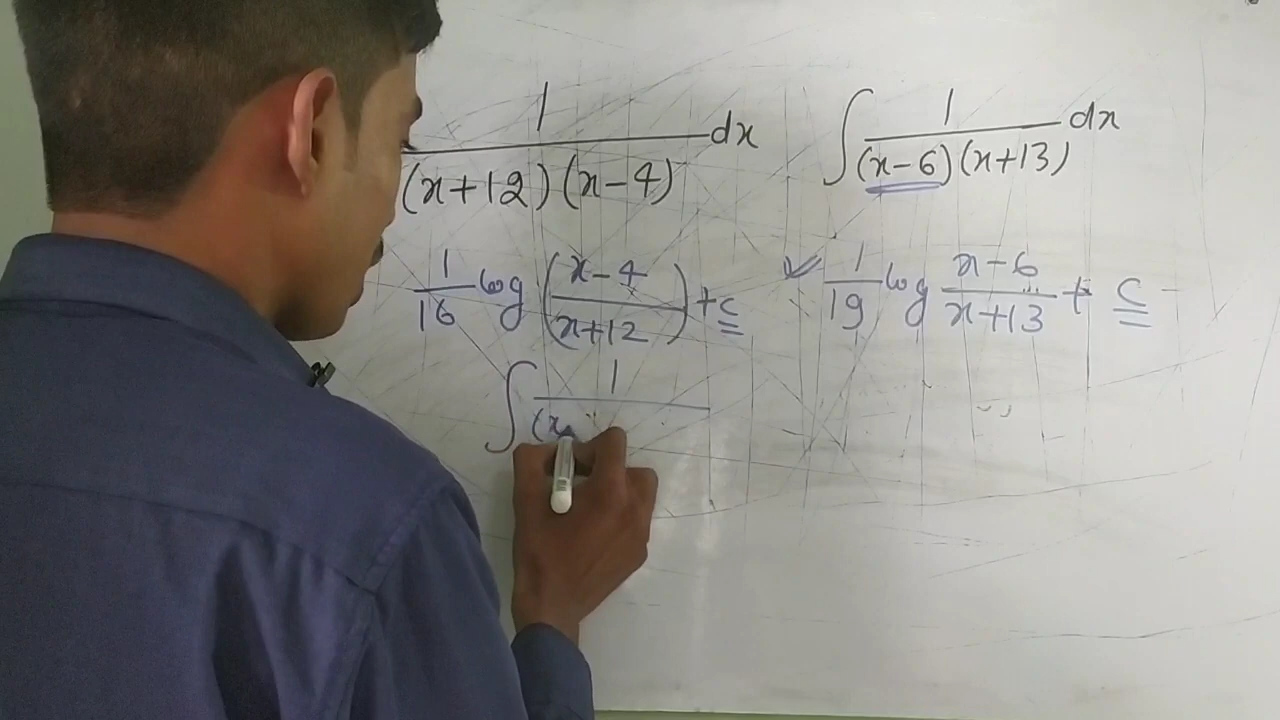 1/((x+12)(x-4)) dx
∫ 1/((x-6)(x+13)) dx
1/16 log ((x-4)/(x+12)) + c
1/19 log (x-6)/(x+13) + c
∫ 1/(x